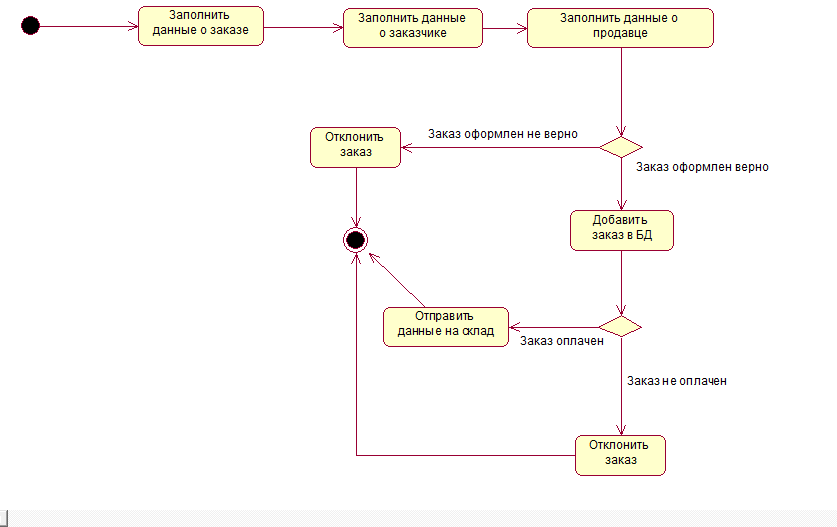 Заполнить
данные о заказе
Заполнить данные
о заказчике
Заполнить данные о
продавце
Заказ оформлен не верно
Отклонить
заказ
Заказ оформлен верно
Добавить
заказ в БД
Отправить
данные на склад
Заказ оплачен
Заказ не оплачен
Отклонить
заказ